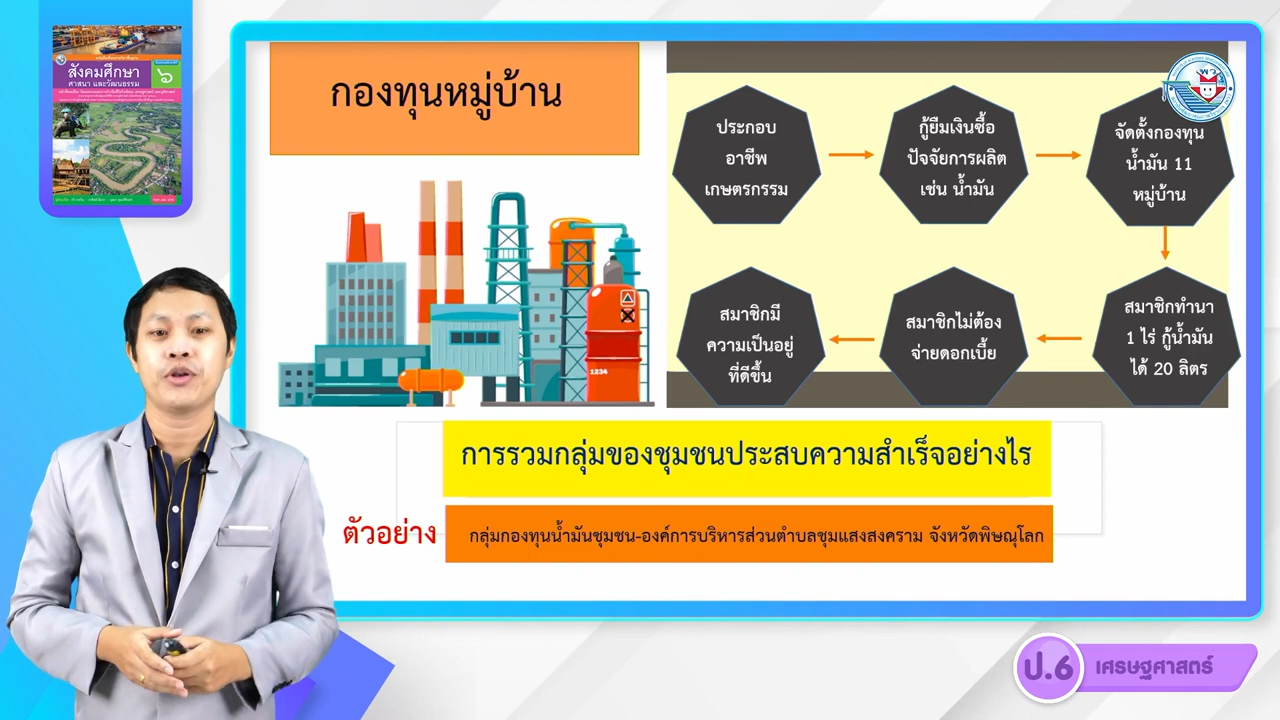 สังคมศึกษา
ศาสนา และวัฒนธรรม
๖
กองทุนหมู่บ้าน
ประกอบ
อาชีพ
เกษตรกรรม
กู้ยืมเงินซื้อ
ปัจจัยการผลิต
เช่น น้ำมัน
จัดตั้งกองทุน
น้ำมัน 11
หมู่บ้าน
สมาชิกทำนา
1 ไร่ กู้น้ำมัน
ได้ 20 ลิตร
สมาชิกไม่ต้อง
จ่ายดอกเบี้ย
สมาชิกมี
ความเป็นอยู่
ที่ดีขึ้น
1234
การรวมกลุ่มของชุมชนประสบความสำเร็จอย่างไร
ตัวอย่าง
กลุ่มกองทุนน้ำมันชุมชน-องค์การบริหารส่วนตำบลชุมแสงสงคราม จังหวัดพิษณุโลก
ป.6
เศรษฐศาสตร์